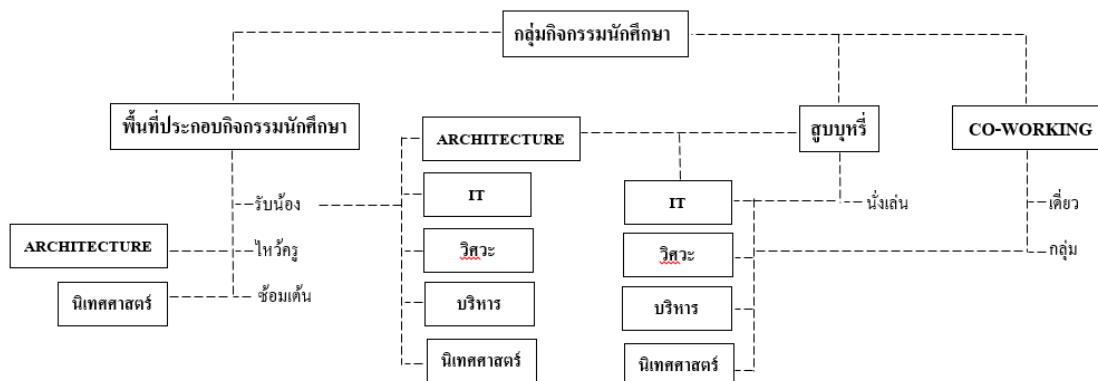 กลุ่มกิจกรรมนักศึกษา
พื้นที่ประกอบกิจกรรมนักศึกษา
สูบบุหรี่
CO-WORKING
ARCHITECTURE
IT
วิศวะ
บริหาร
นิเทศศาสตร์
รับน้อง
ไหว้ครู
ซ้อมเต้น
ARCHITECTURE
นิเทศศาสตร์
IT
วิศวะ
บริหาร
นิเทศศาสตร์
นั่งเล่น
เดี่ยว
กลุ่ม